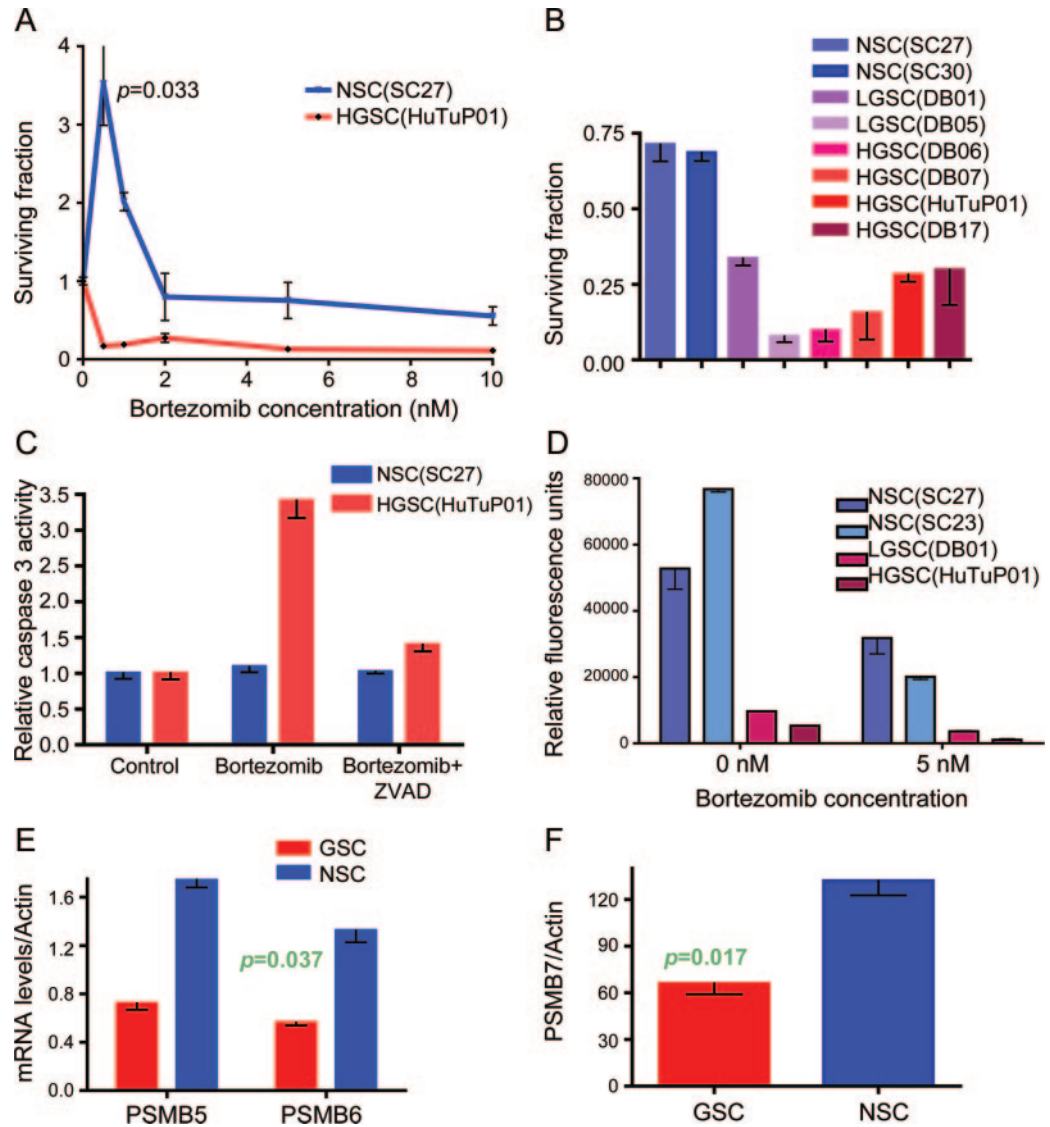 A
4
3
2
1
0
Surviving fraction
p=0.033
NSC(SC27)
HGSC(HuTuP01)
0 2 4 6 8 10
Bortezomib concentration (nM)
B
NSC(SC27)
NSC(SC30)
LGSC(DB01)
LGSC(DB05)
HGSC(DB06)
HGSC(DB07)
HGSC(HuTuP01)
HGSC(DB17)
0.75
0.50
0.25
0.00
Surviving fraction
C
NSC(SC27)
HGSC(HuTuP01)
3.5
3.0
2.5
2.0
1.5
1.0
0.5
0.0
Relative caspase 3 activity
Control Bortezomib Bortezomib+
ZVAD
D
80000
60000
40000
20000
0
Relative fluorescence units
NSC(SC27)
NSC(SC23)
LGSC(DB01)
HGSC(HuTuP01)
0 nM 5 nM
Bortezomib concentration
E
GSC
NSC
1.6
1.2
0.8
0.4
0.0
mRNA levels/Actin
p=0.037
PSMB5 PSMB6
F
120
90
60
30
0
PSMB7/Actin
p=0.017
GSC NSC